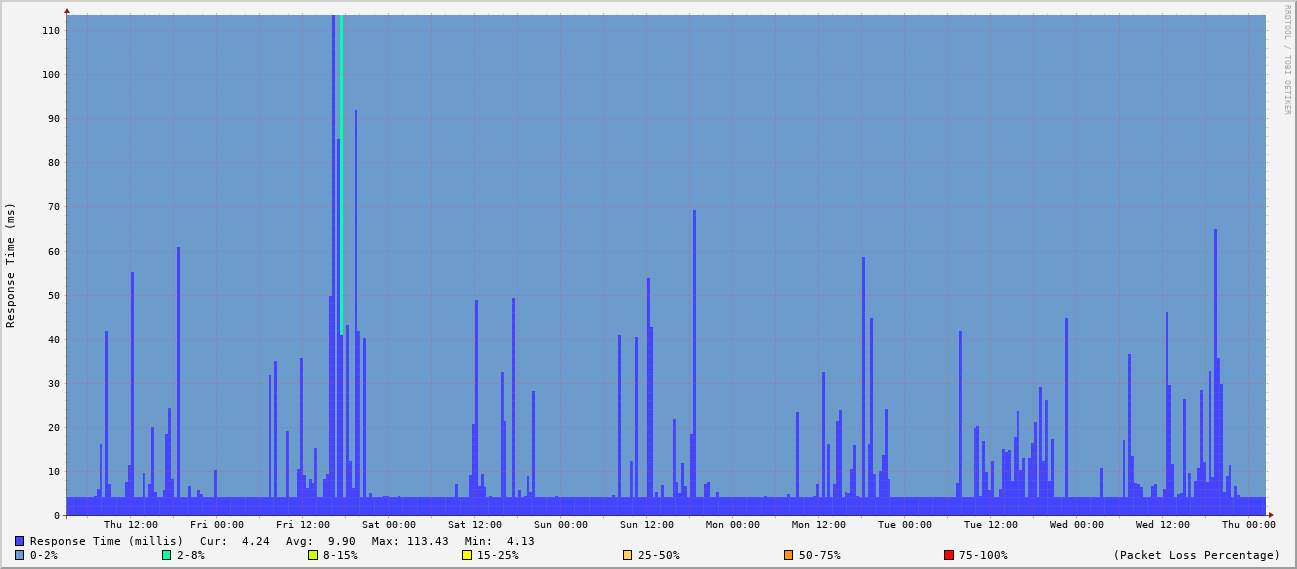 RRDTOOL / TOBI OETIKER
Response Time (ms)
110
100
90
80
70
60
50
40
30
20
10
0
Thu 12:00 Fri 00:00 Fri 12:00 Sat 00:00 Sat 12:00 Sun 00:00 Sun 12:00 Mon 00:00 Mon 12:00 Tue 00:00 Tue 12:00 Wed 00:00 Wed 12:00 Thu 00:00
Response Time (millis) Cur: 4.24 Avg: 9.90 Max: 113.43 Min: 4.13
0-2% 2-8% 8-15% 15-25% 25-50% 50-75% 75-100% (Packet Loss Percentage)